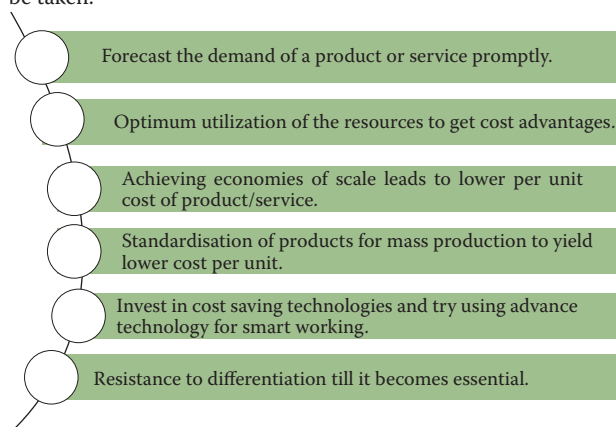 be taken:
Forecast the demand of a product or service promptly.
Optimum utilization of the resources to get cost advantages.
Achieving economies of scale leads to lower per unit
cost of product/service.
Standardisation of products for mass production to yield
lower cost per unit.
Invest in cost saving technologies and try using advance
technology for smart working.
Resistance to differentiation till it becomes essential.